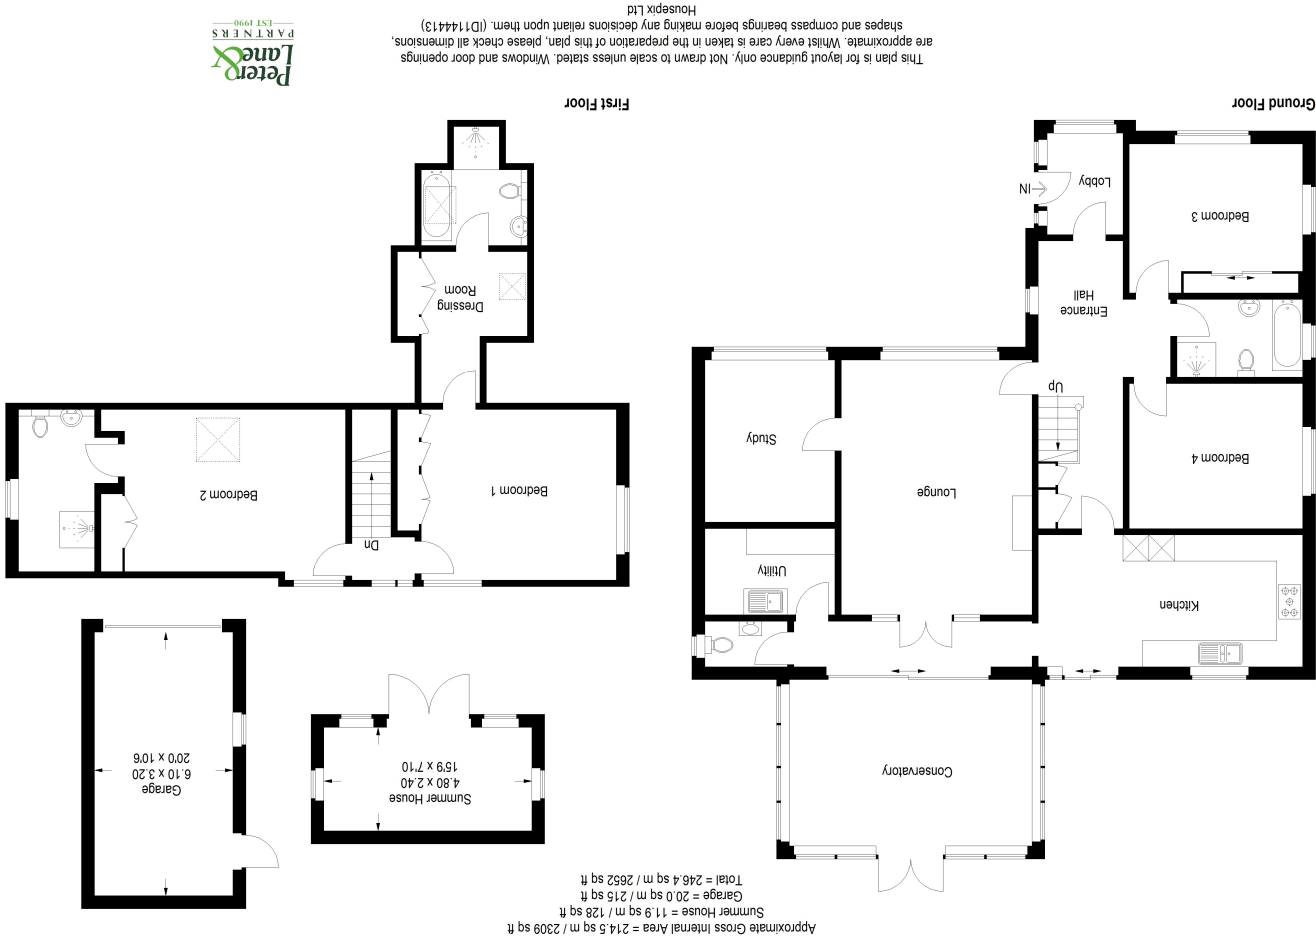 Approximate Gross Internal Area = 214.5 sq m / 2309 sq ft
Summer House = 11.9 sq m / 128 sq ft
Garage = 20.0 sq m / 215 sq ft
Total = 246.4 sq m / 2652 sq ft
Conservatory
Summer House
4.80 x 2.40
15'9 x 7'10
Garage
6.10 x 3.20
20'0 x 10'6
Kitchen
Utility
Lounge
Study
Bedroom 4
Up
Entrance
Hall
Bedroom 3
Lobby
IN
Ground Floor
Dn
Bedroom 1
Bedroom 2
Dressing
Room
First Floor
This plan is for layout guidance only. Not drawn to scale unless stated. Windows and door openings
are approximate. Whilst every care is taken in the preparation of this plan, please check all dimensions,
shapes and compass bearings before making any decisions reliant upon them. (ID1144413)
Housepix Ltd
Peter &
Lane
PARTNERS
EST 1990